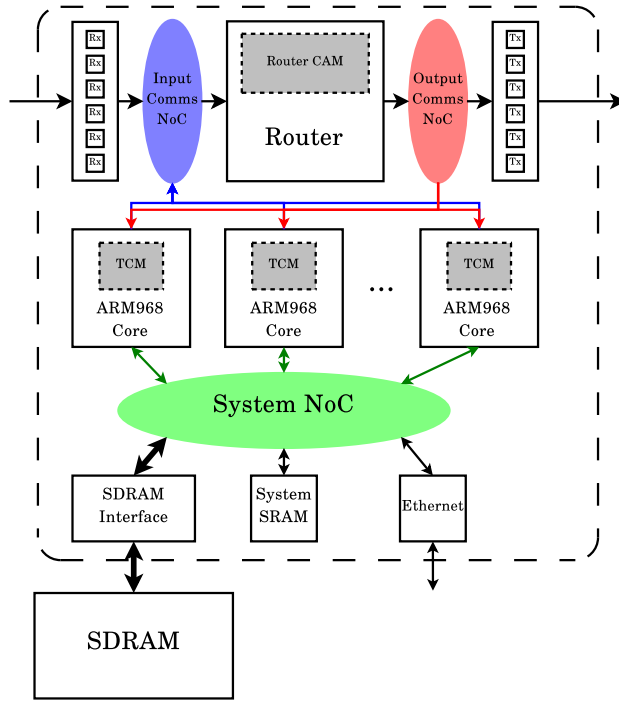 Rx
Rx
Rx
Rx
Rx
Rx
Input
Comms
NoC
Router CAM
Router
Output
Comms
NoC
Tx
Tx
Tx
Tx
Tx
Tx
TCM
ARM968
Core
TCM
ARM968
Core
...
TCM
ARM968
Core
System NoC
SDRAM
Interface
System
SRAM
Ethernet
SDRAM